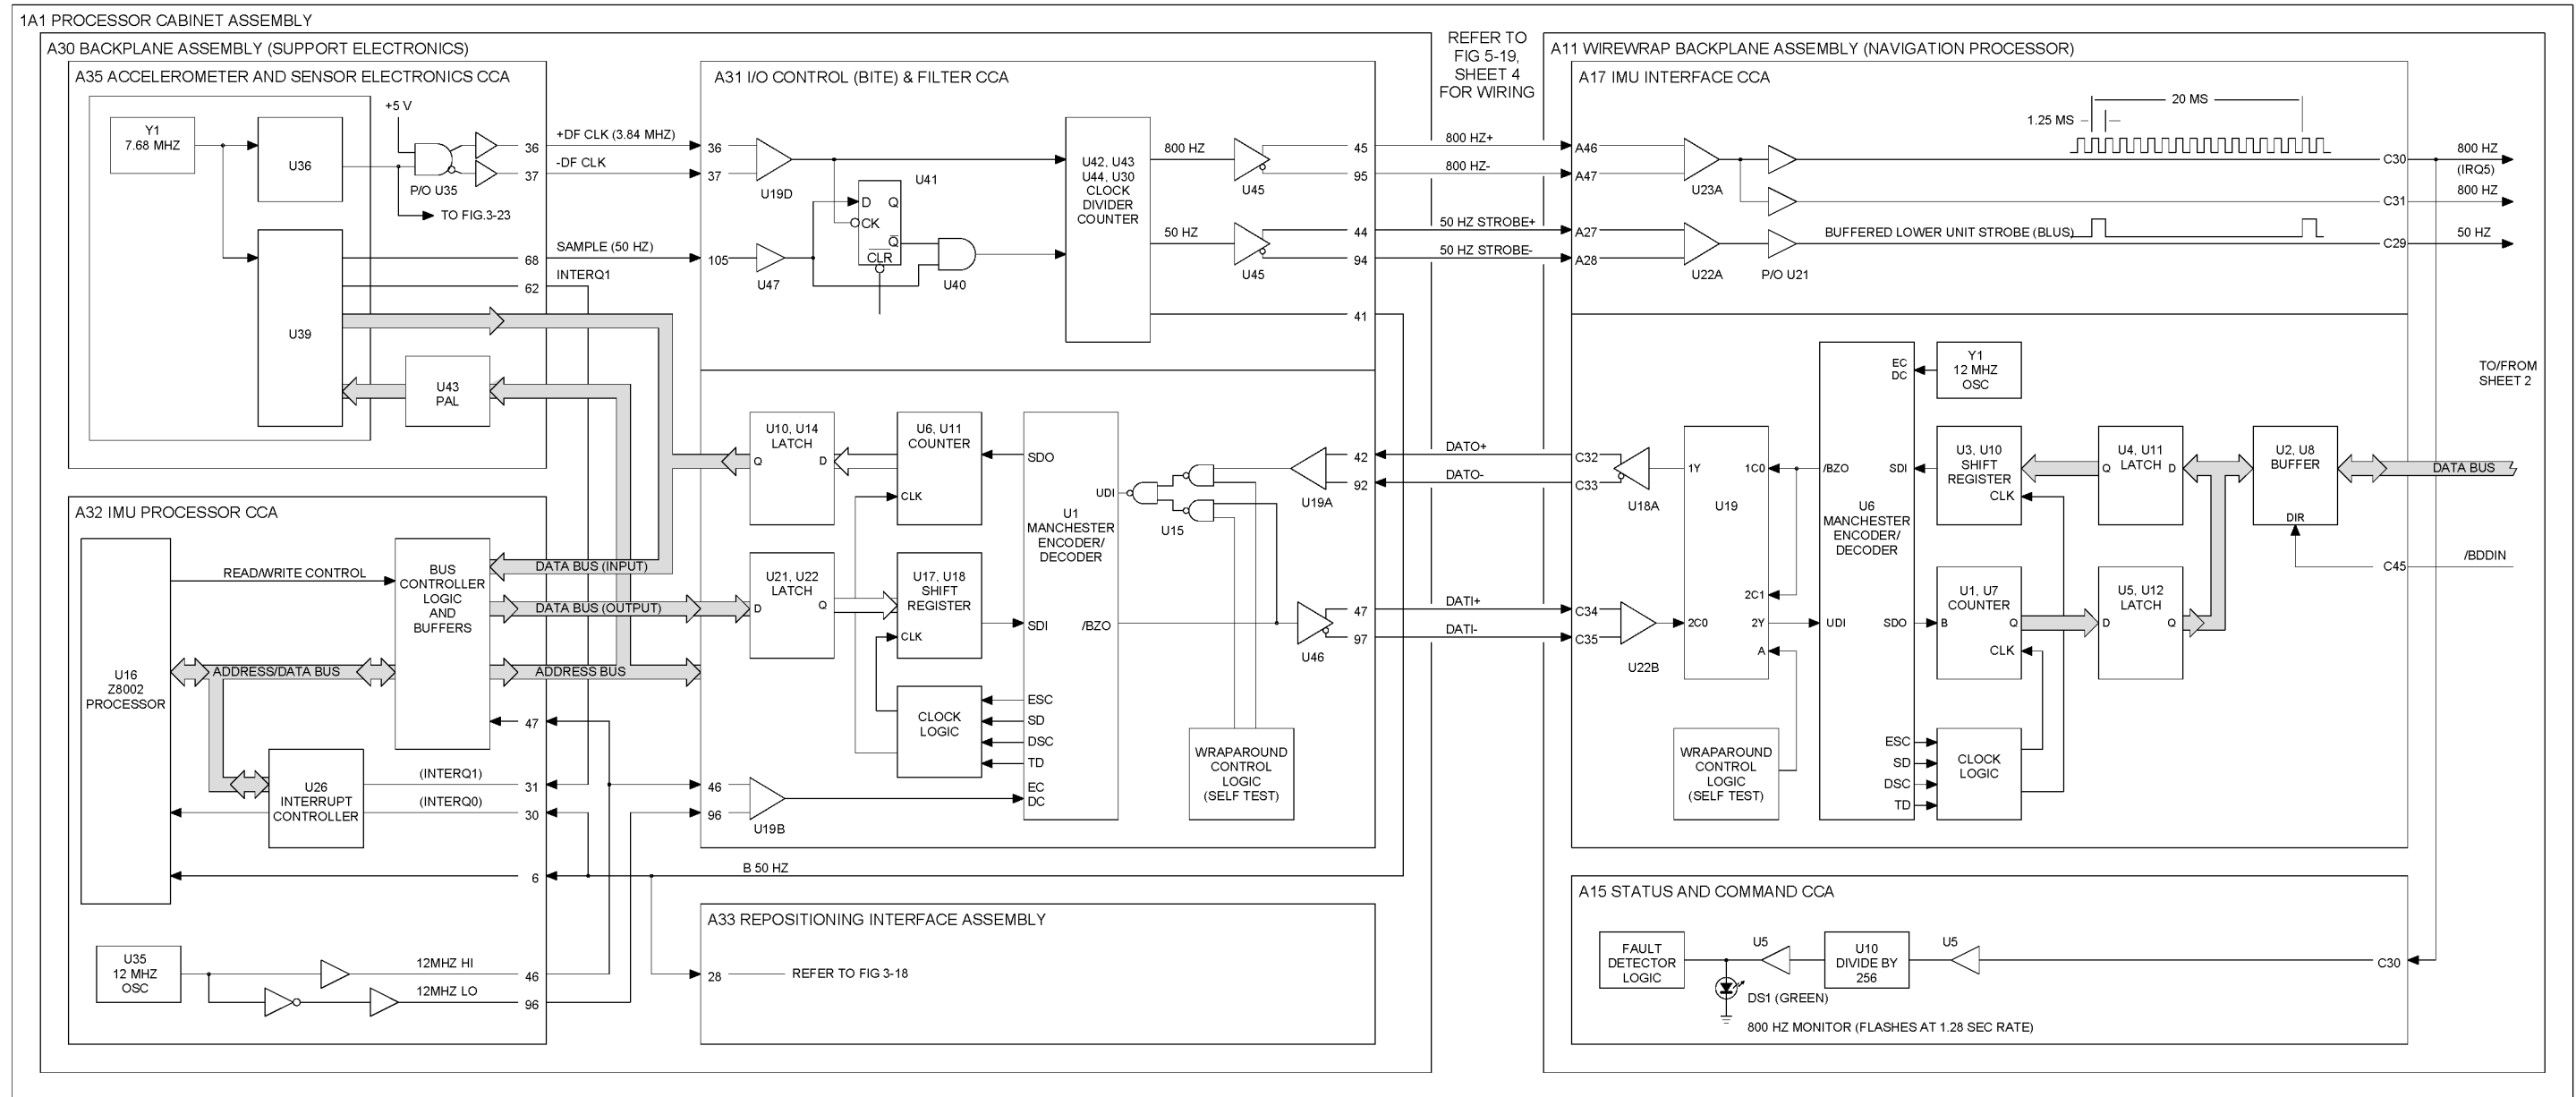 1A1 PROCESSOR CABINET ASSEMBLY
A30 BACKPLANE ASSEMBLY (SUPPORT ELECTRONICS)
A35 ACCELEROMETER AND SENSOR ELECTRONICS CCA
Y1
7.68 MHZ
U36
+5 V
P/O U35
TO FIG.3-23
36
37
+DF CLK (3.84 MHZ)
-DF CLK
U39
68
SAMPLE (50 HZ)
62
INTERQ1
U43
PAL
A31 I/O CONTROL (BITE) & FILTER CCA
36
37
U19D
U41
D
Q
CK
Q
CLR
105
U47
U40
U42, U43
U44, U30
CLOCK
DIVIDER
COUNTER
800 HZ
50 HZ
U45
U45
45
95
44
94
41
REFER TO
FIG 5-19,
SHEET 4
FOR WIRING
800 HZ+
800 HZ-
50 HZ STROBE+
50 HZ STROBE-
A11 WIREWRAP BACKPLANE ASSEMBLY (NAVIGATION PROCESSOR)
A17 IMU INTERFACE CCA
A46
A47
U23A
A27
A28
U22A
P/O U21
20 MS
1.25 MS
BUFFERED LOWER UNIT STROBE (BLUS)
C30
800 HZ
(IRQ5)
C31
800 HZ
C29
50 HZ
A32 IMU PROCESSOR CCA
U16
Z8002
PROCESSOR
READ/WRITE CONTROL
BUS
CONTROLLER
LOGIC
AND
BUFFERS
DATA BUS (INPUT)
DATA BUS (OUTPUT)
ADDRESS/DATA BUS
ADDRESS BUS
47
U26
INTERRUPT
CONTROLLER
(INTERQ1)
31
(INTERQ0)
30
6
B 50 HZ
U35
12 MHZ
OSC
12MHZ HI
46
12MHZ LO
96
U10, U14
LATCH
Q
D
U6, U11
COUNTER
CLK
SDO
U21, U22
LATCH
D
Q
U17, U18
SHIFT
REGISTER
CLK
SDI
U1
MANCHESTER
ENCODER/
DECODER
UDI
/BZO
ESC
SD
DSC
TD
EC
DC
CLOCK
LOGIC
46
96
U19B
U15
U19A
42
92
U46
47
97
WRAPAROUND
CONTROL
LOGIC
(SELF TEST)
DATO+
DATO-
DATI+
DATI-
C32
C33
U18A
C34
C35
U22B
1Y
1C0
U19
2C1
2C0
2Y
A
WRAPAROUND
CONTROL
LOGIC
(SELF TEST)
EC
DC
/BZO
SDI
U6
MANCHESTER
ENCODER/
DECODER
UDI
SDO
ESC
SD
DSC
TD
Y1
12 MHZ
OSC
U3, U10
SHIFT
REGISTER
CLK
U4, U11
Q LATCH D
U2, U8
BUFFER
DIR
DATA BUS
TO/FROM
SHEET 2
C45
/BDDIN
U1, U7
COUNTER
B
Q
CLK
U5, U12
LATCH
D
Q
CLOCK
LOGIC
A33 REPOSITIONING INTERFACE ASSEMBLY
28
REFER TO FIG 3-18
A15 STATUS AND COMMAND CCA
FAULT
DETECTOR
LOGIC
U5
U10
DIVIDE BY
256
U5
C30
DS1 (GREEN)
800 HZ MONITOR (FLASHES AT 1.28 SEC RATE)